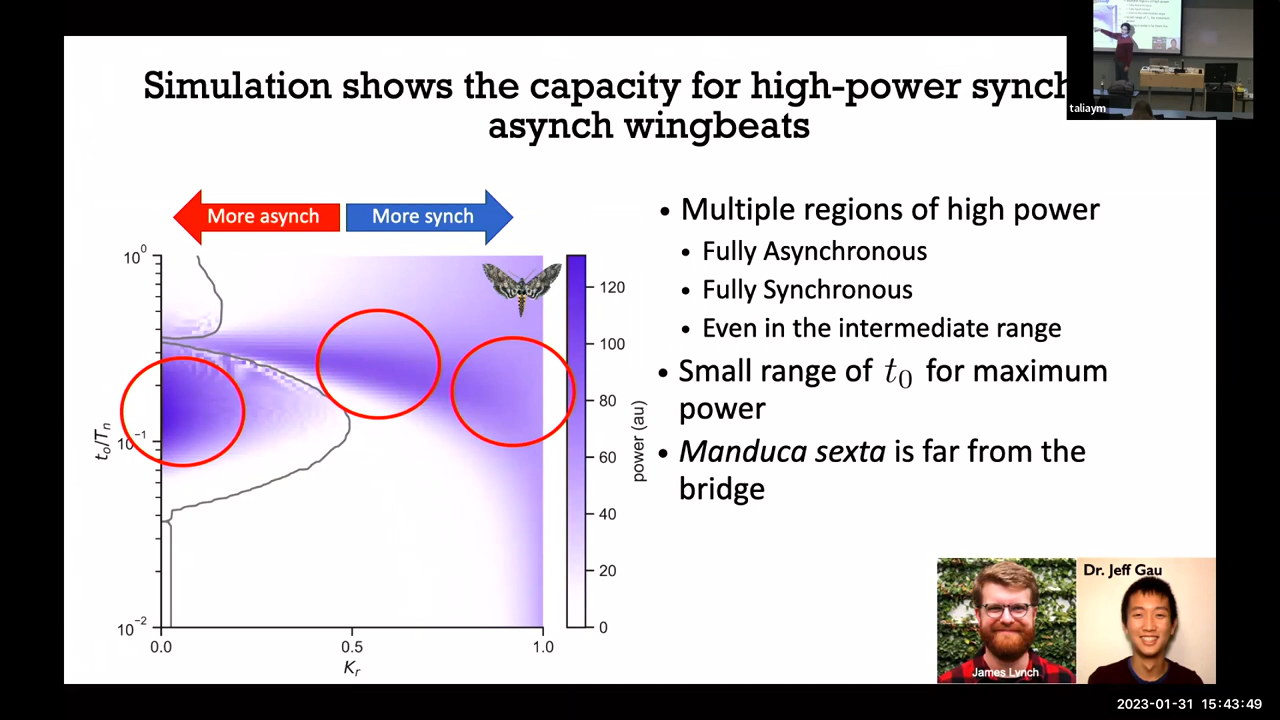 Simulation shows the capacity for high-power synch
asynch wingbeats
taliaym
More asynch
More synch
10⁰
10⁻¹
10⁻²
t₀/Tₙ
0.0
0.5
1.0
Kᵣ
120
100
80
60
40
20
0
power (au)
• Multiple regions of high power
• Fully Asynchronous
• Fully Synchronous
• Even in the intermediate range
• Small range of t₀ for maximum
power
• Manduca sexta is far from the
bridge
James Lynch
Dr. Jeff Gau
2023-01-31 15:43:49